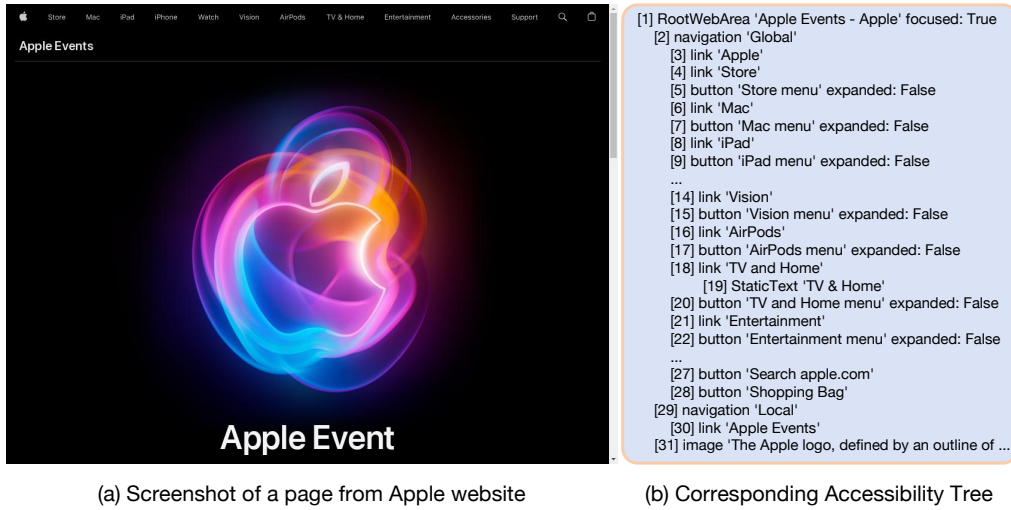 Store Mac iPad iPhone Watch Vision AirPods TV & Home Entertainment Accessories Support
Apple Events
Apple Event
(a) Screenshot of a page from Apple website
[1] RootWebArea 'Apple Events - Apple' focused: True
[2] navigation 'Global'
[3] link 'Apple'
[4] link 'Store'
[5] button 'Store menu' expanded: False
[6] link 'Mac'
[7] button 'Mac menu' expanded: False
[8] link 'iPad'
[9] button 'iPad menu' expanded: False
...
[14] link 'Vision'
[15] button 'Vision menu' expanded: False
[16] link 'AirPods'
[17] button 'AirPods menu' expanded: False
[18] link 'TV and Home'
[19] StaticText 'TV & Home'
[20] button 'TV and Home menu' expanded: False
[21] link 'Entertainment'
[22] button 'Entertainment menu' expanded: False
...
[27] button 'Search apple.com'
[28] button 'Shopping Bag'
[29] navigation 'Local'
[30] link 'Apple Events'
[31] image 'The Apple logo, defined by an outline of ...
(b) Corresponding Accessibility Tree